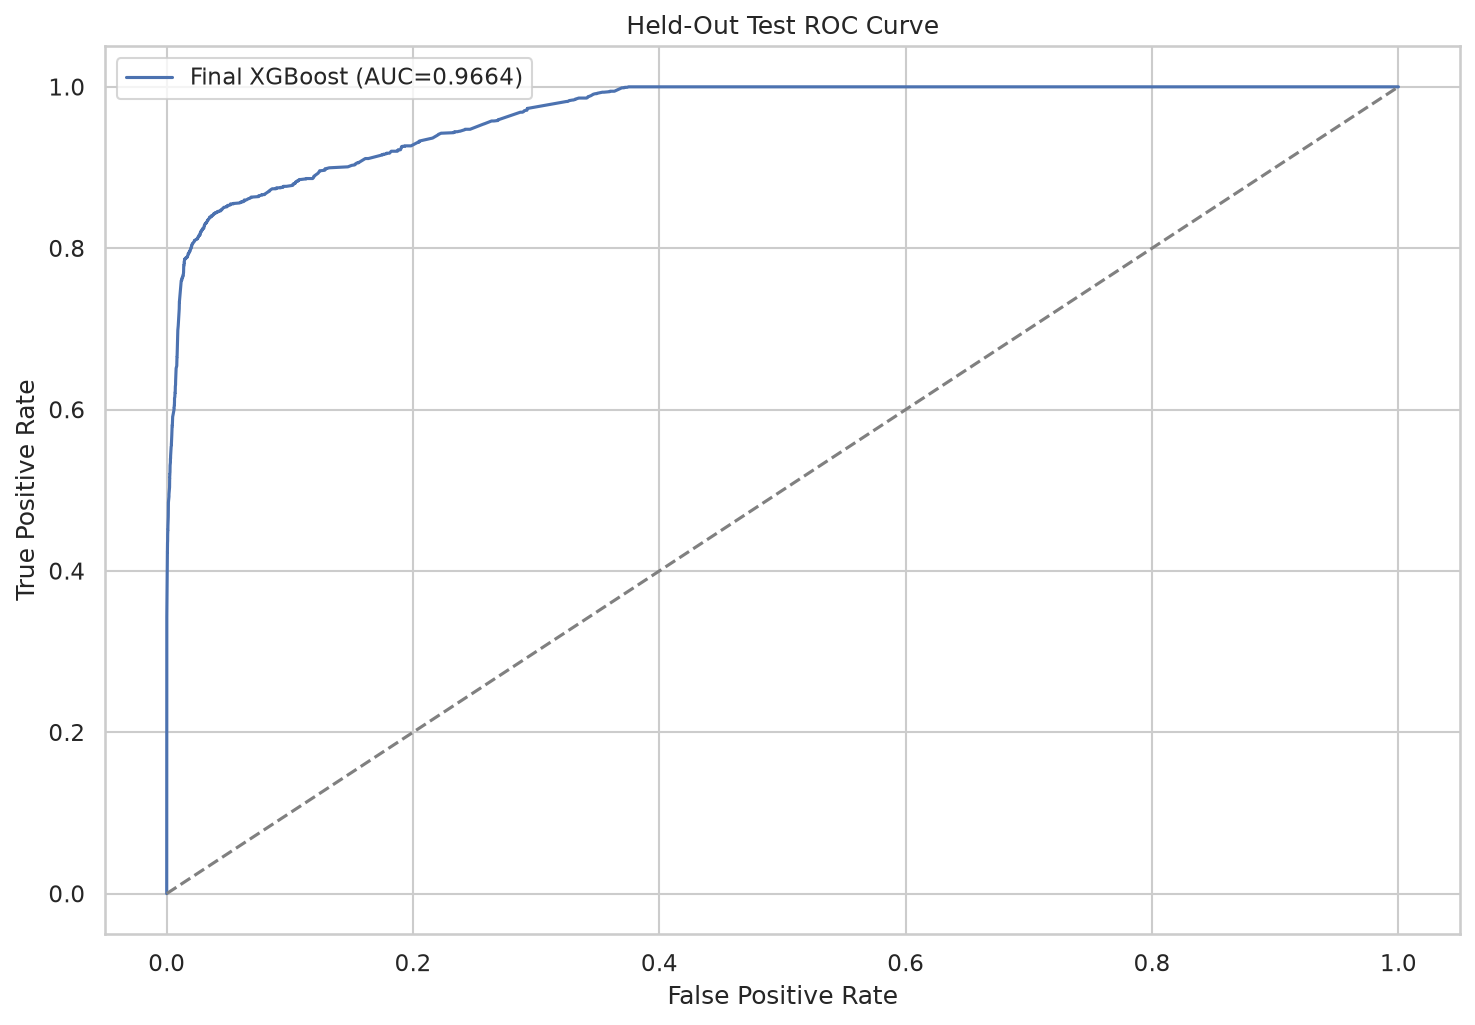 Held-Out Test ROC Curve
Final XGBoost (AUC=0.9664)
True Positive Rate
1.0
0.8
0.6
0.4
0.2
0.0
0.0 0.2 0.4 0.6 0.8 1.0
False Positive Rate